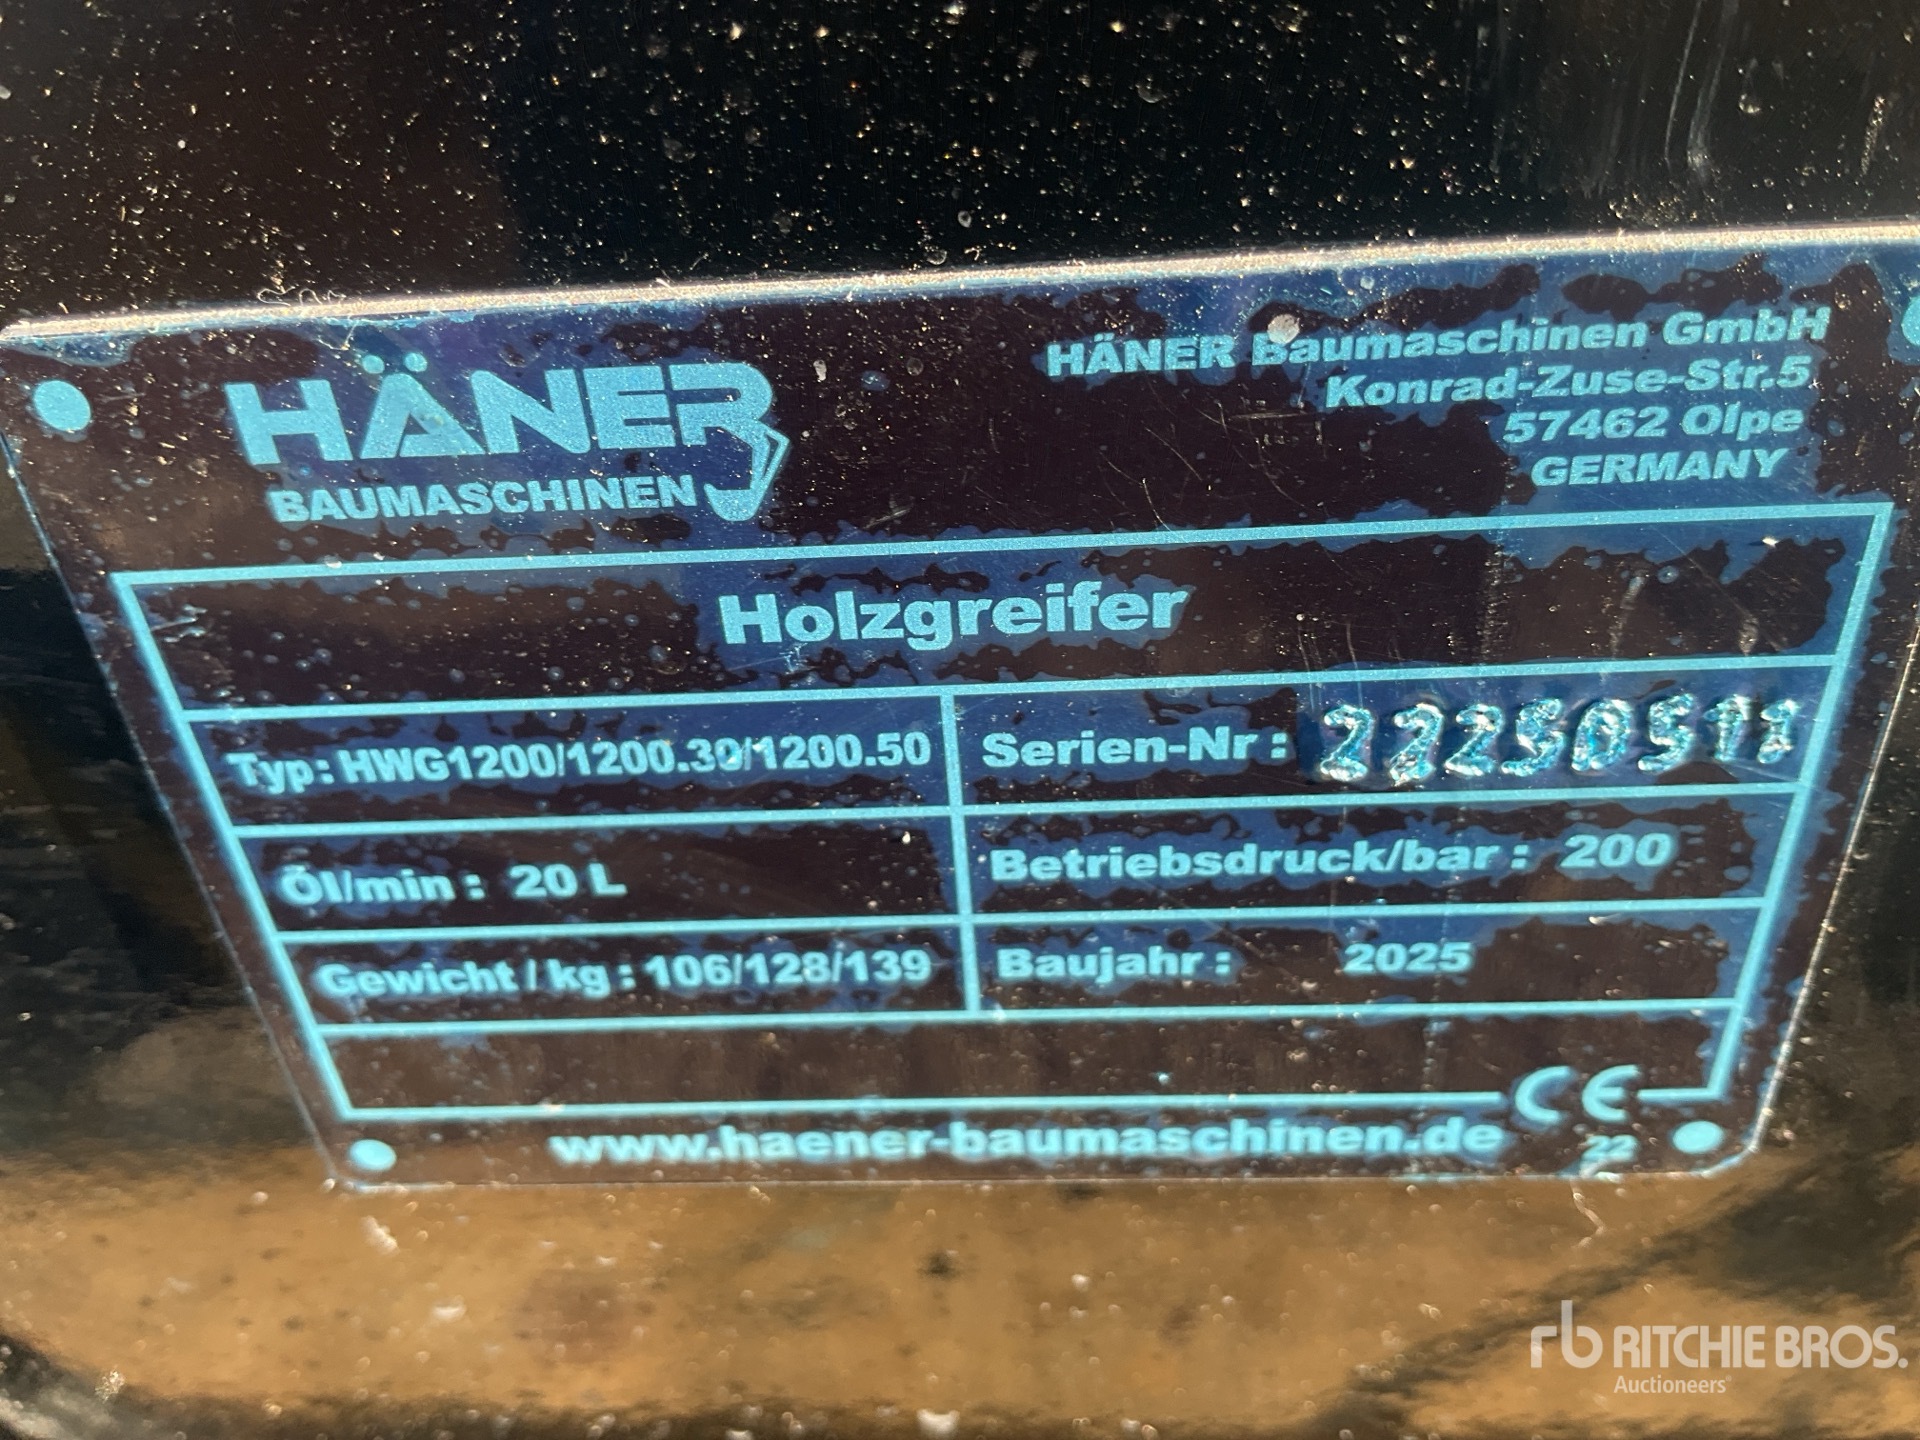 HÄNER
BAUMASCHINEN
HÄNER Baumaschinen GmbH
Konrad-Zuse-Str.5
57462 Olpe
GERMANY
Holzgreifer
Typ: HWG1200/1200.30/1200.50
Serien-Nr: 22250511
Öl/min: 20 L
Betriebsdruck/bar: 200
Gewicht / kg: 106/128/139
Baujahr: 2025
CE
22
www.haener-baumaschinen.de
rb RITCHIE BROS.
Auctioneers